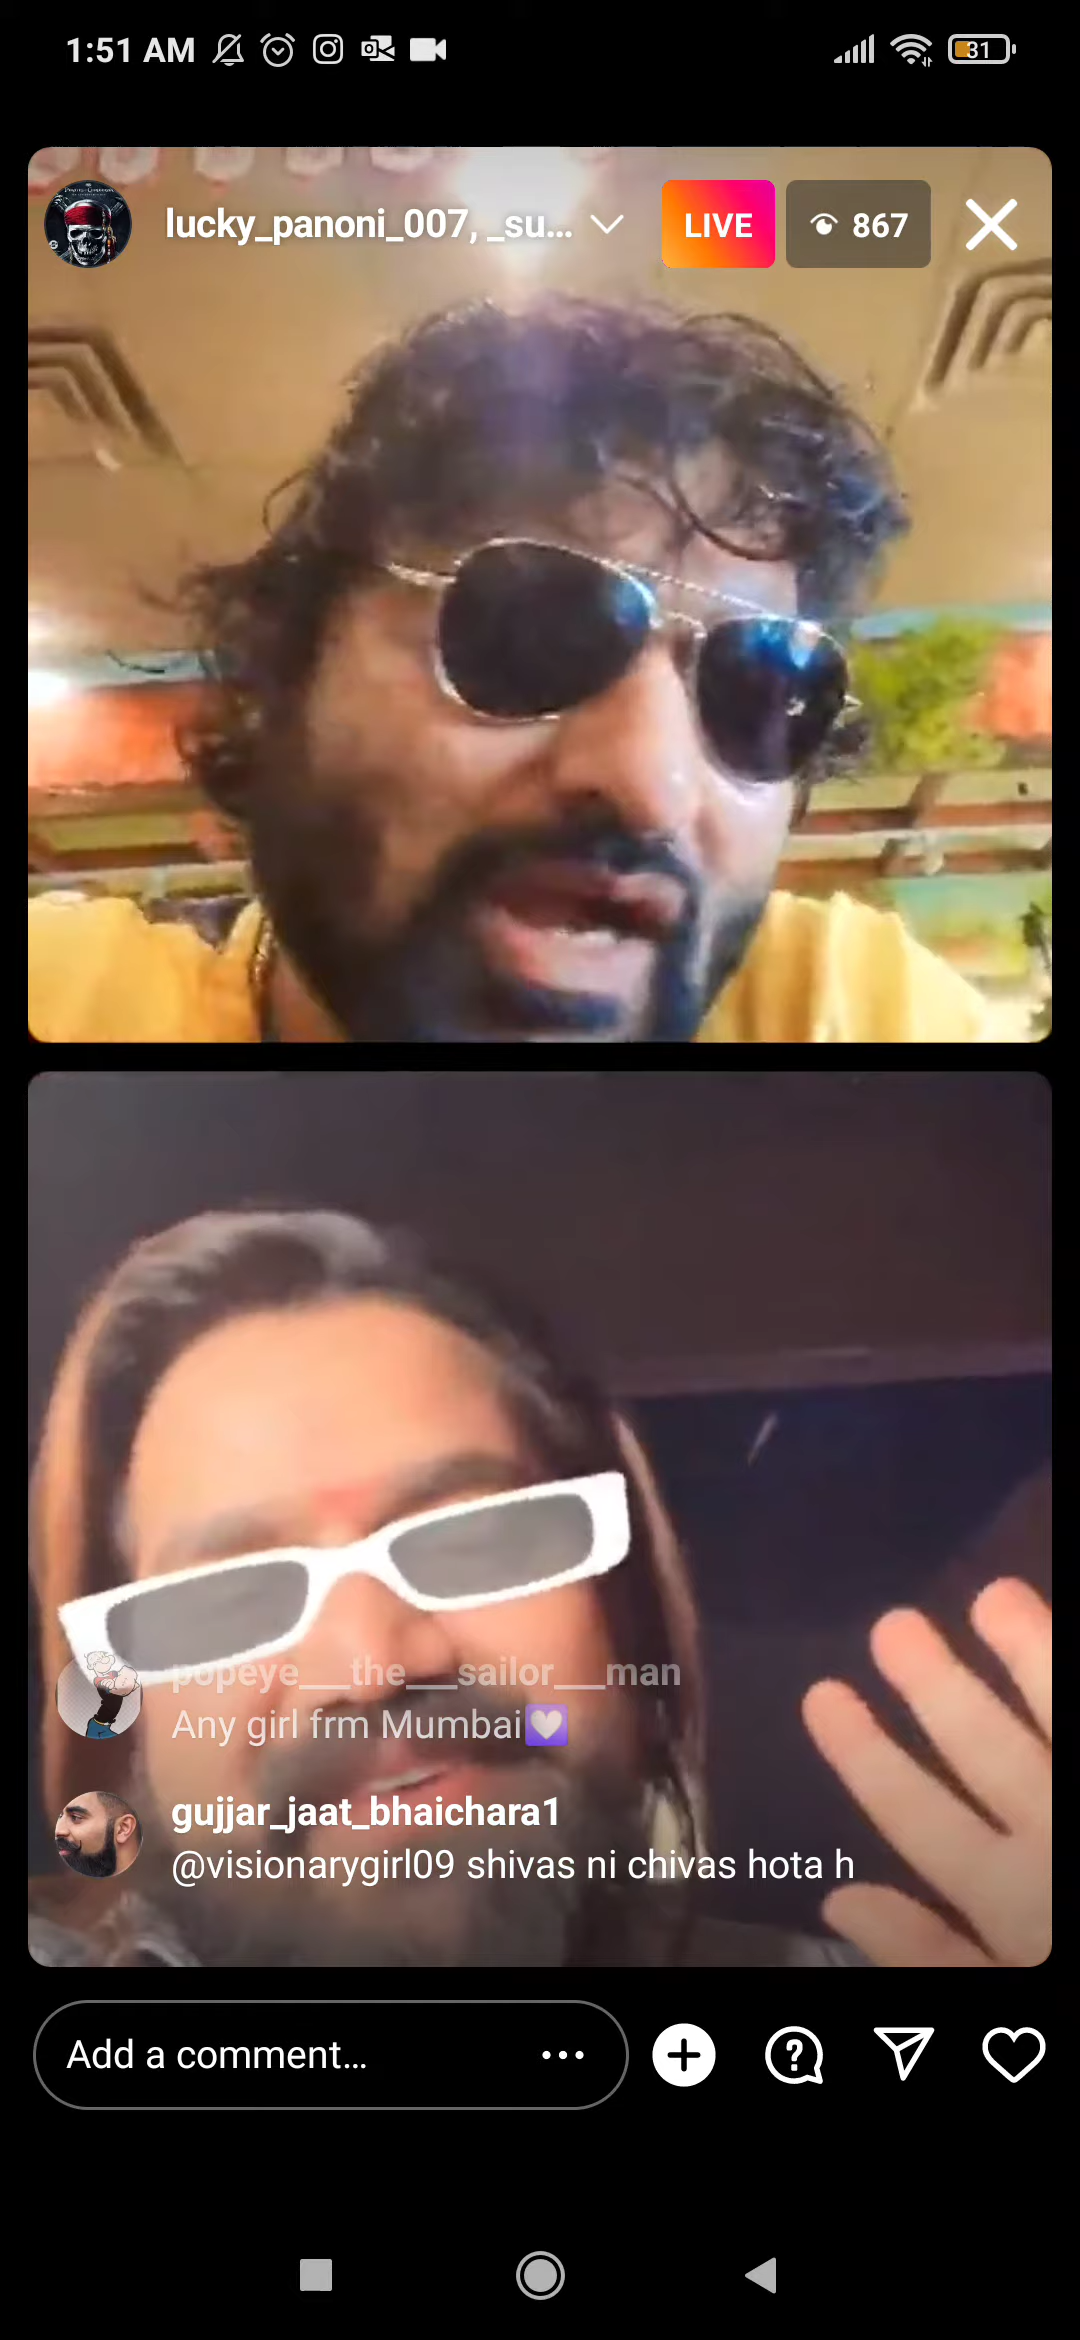 1:51 AM
31
lucky_panoni_007, _su...
LIVE
867
popeye___the___sailor___man
Any girl frm Mumbai💜
gujjar_jaat_bhaichara1
@visionarygirl09 shivas ni chivas hota h
Add a comment...